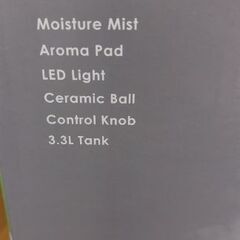 Moisture Mist
Aroma Pad
LED Light
Ceramic Ball
Control Knob
3.3L Tank